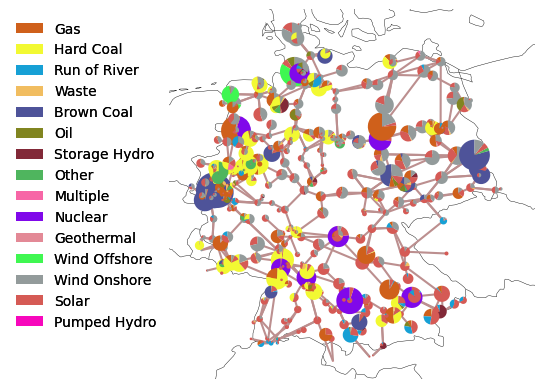 Gas
Hard Coal
Run of River
Waste
Brown Coal
Oil
Storage Hydro
Other
Multiple
Nuclear
Geothermal
Wind Offshore
Wind Onshore
Solar
Pumped Hydro